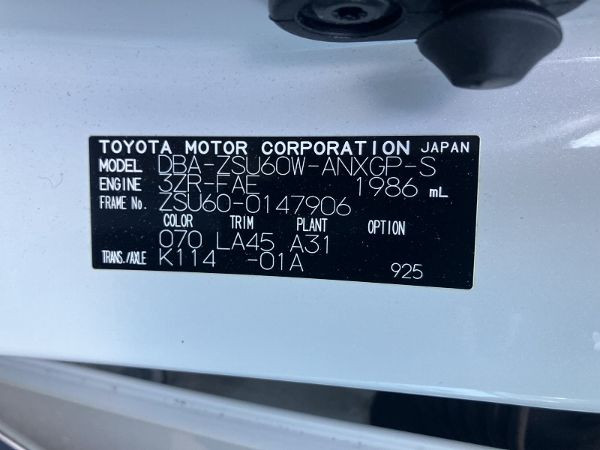 TOYOTA MOTOR CORPORATION JAPAN
MODEL DBA-ZSU60W-ANXGP-S
ENGINE 3ZR-FAE 1986 mL
FRAME No. ZSU60-0147906
COLOR TRIM PLANT OPTION
070 LA45 A31
TRANS./AXLE K114 -01A 925